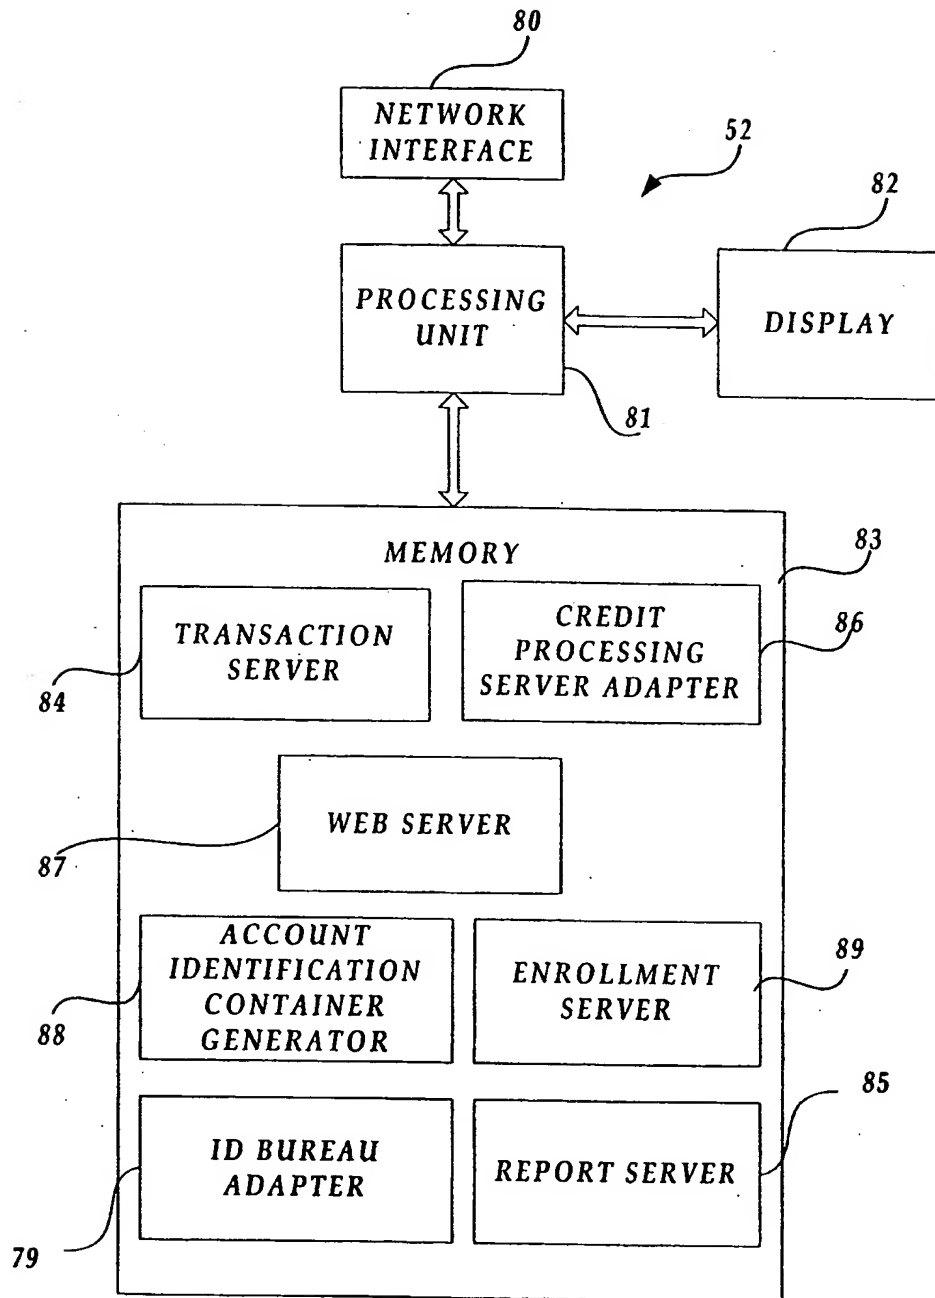 80
NETWORK
INTERFACE
52
82
PROCESSING
UNIT
DISPLAY
81
MEMORY
83
TRANSACTION
SERVER
84
CREDIT
PROCESSING
SERVER ADAPTER
86
WEB SERVER
87
ACCOUNT
IDENTIFICATION
CONTAINER
GENERATOR
88
ENROLLMENT
SERVER
89
85
ID BUREAU
ADAPTER
79
REPORT SERVER